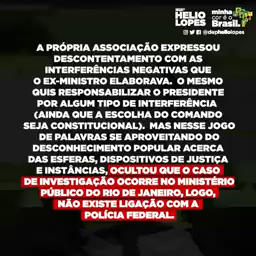 DEP.
HELIO
LOPES
minha
cor é o
Brasil.
@depheliolopes
A PRÓPRIA ASSOCIAÇÃO EXPRESSOU
DESCONTENTAMENTO COM AS
INTERFERÊNCIAS NEGATIVAS QUE
O EX-MINISTRO ELABORAVA. O MESMO
QUIS RESPONSABILIZAR O PRESIDENTE
POR ALGUM TIPO DE INTERFERÊNCIA
(AINDA QUE A ESCOLHA DO COMANDO
SEJA CONSTITUCIONAL). MAS NESSE JOGO
DE PALAVRAS SE APROVEITANDO DO
DESCONHECIMENTO POPULAR ACERCA
DAS ESFERAS, DISPOSITIVOS DE JUSTIÇA
E INSTÂNCIAS, OCULTOU QUE O CASO
DE INVESTIGAÇÃO OCORRE NO MINISTÉRIO
PÚBLICO DO RIO DE JANEIRO, LOGO,
NÃO EXISTE LIGAÇÃO COM A
POLÍCIA FEDERAL.